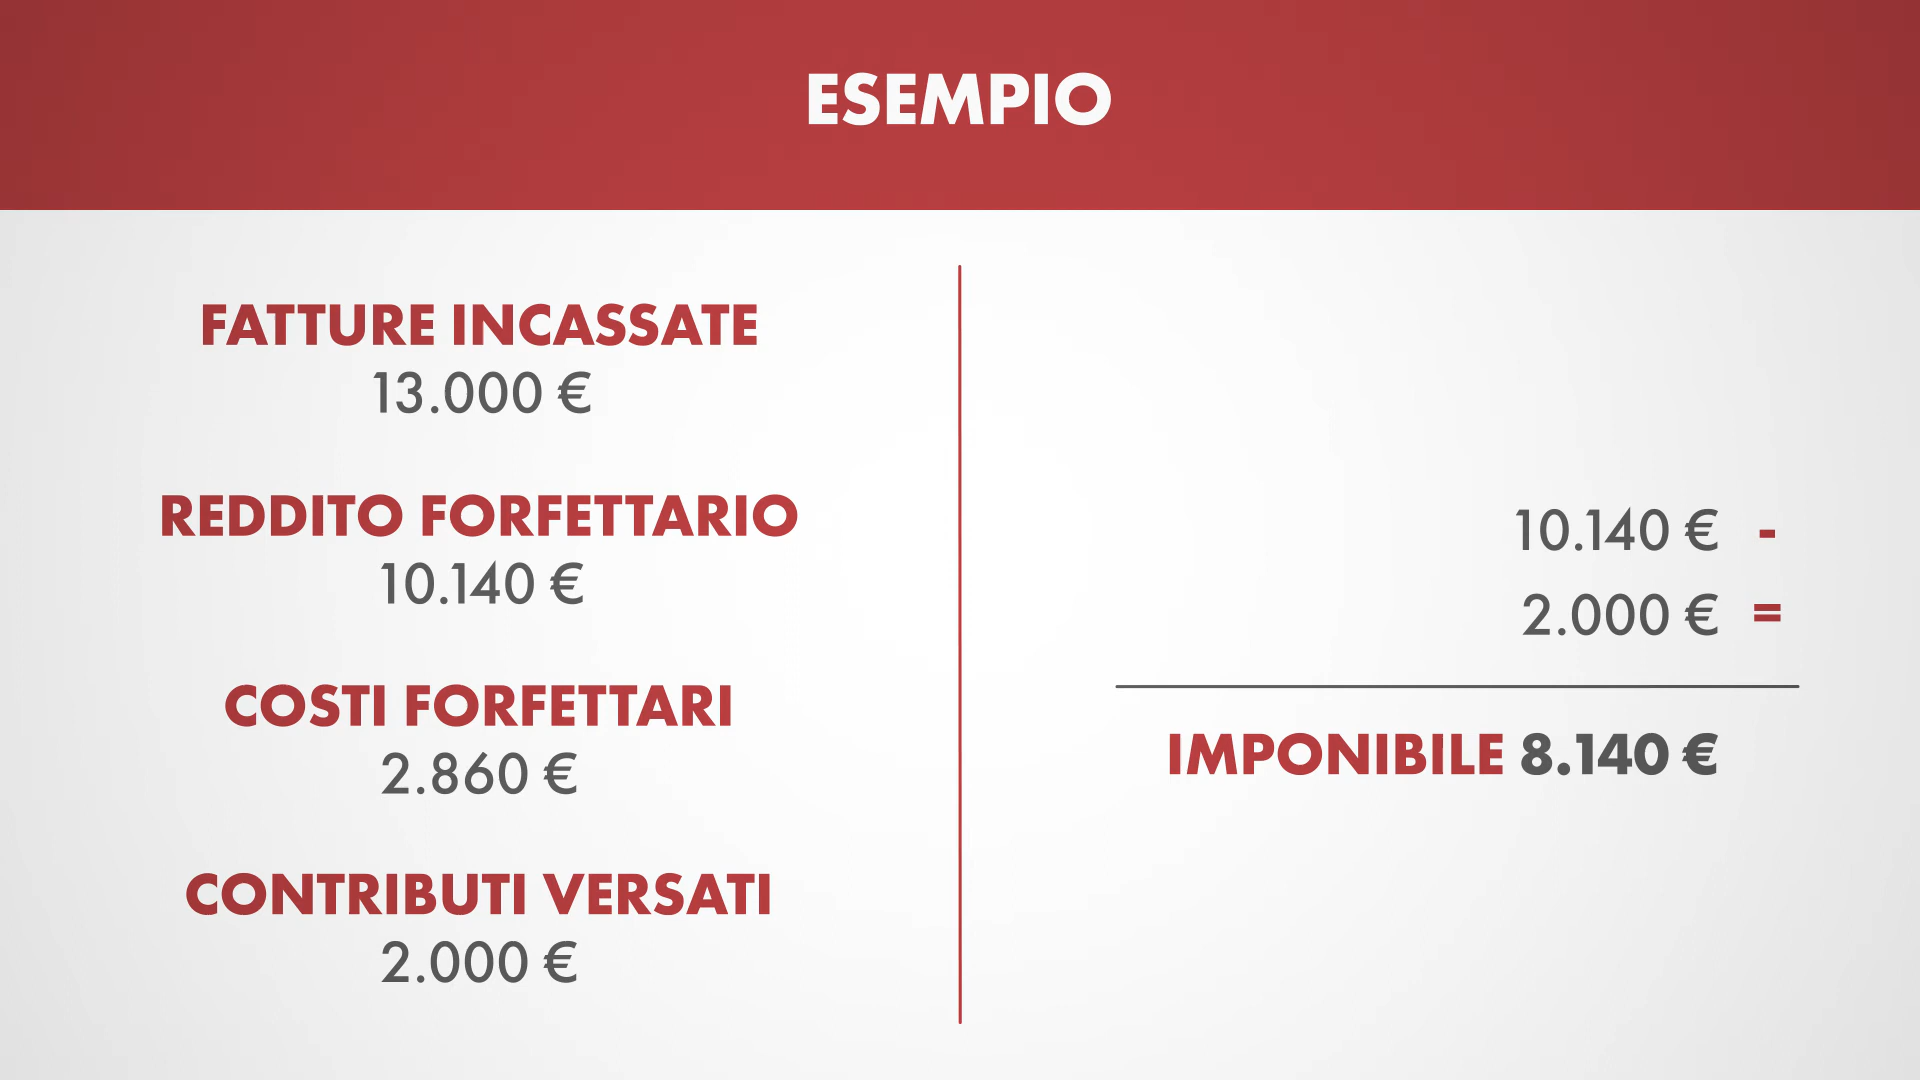 ESEMPIO
FATTURE INCASSATE
13.000 €
REDDITO FORFETTARIO
10.140 €
COSTI FORFETTARI
2.860 €
CONTRIBUTI VERSATI
2.000 €
10.140 € -
2.000 € =
IMPONIBILE 8.140 €